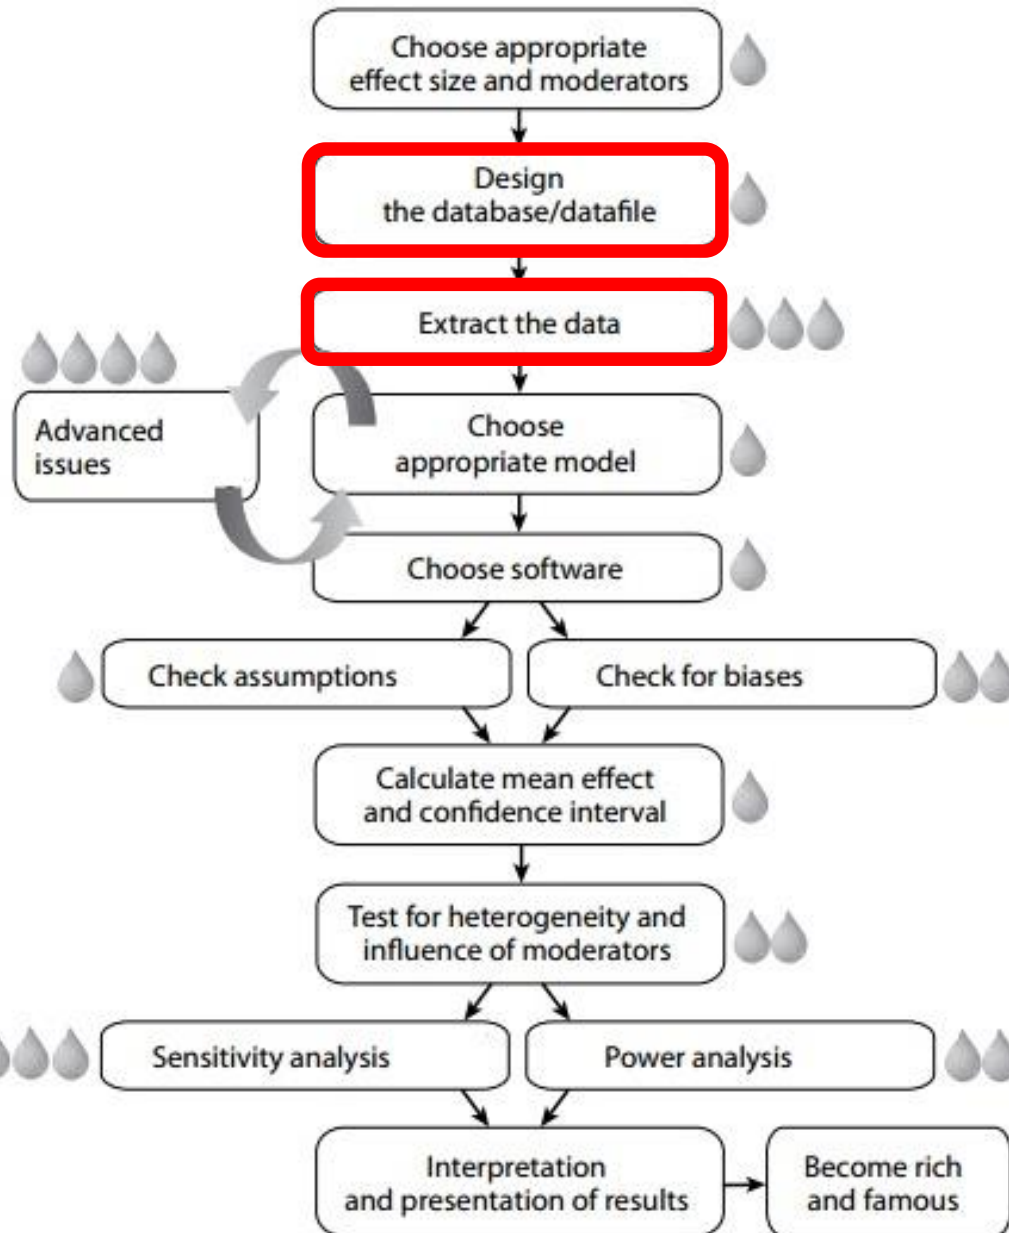 Choose appropriate
effect size and moderators
Design
the database/datafile
Extract the data
Advanced
issues
Choose
appropriate model
Choose software
Check assumptions
Check for biases
Calculate mean effect
and confidence interval
Test for heterogeneity and
influence of moderators
Sensitivity analysis
Power analysis
Interpretation
and presentation of results
Become rich
and famous